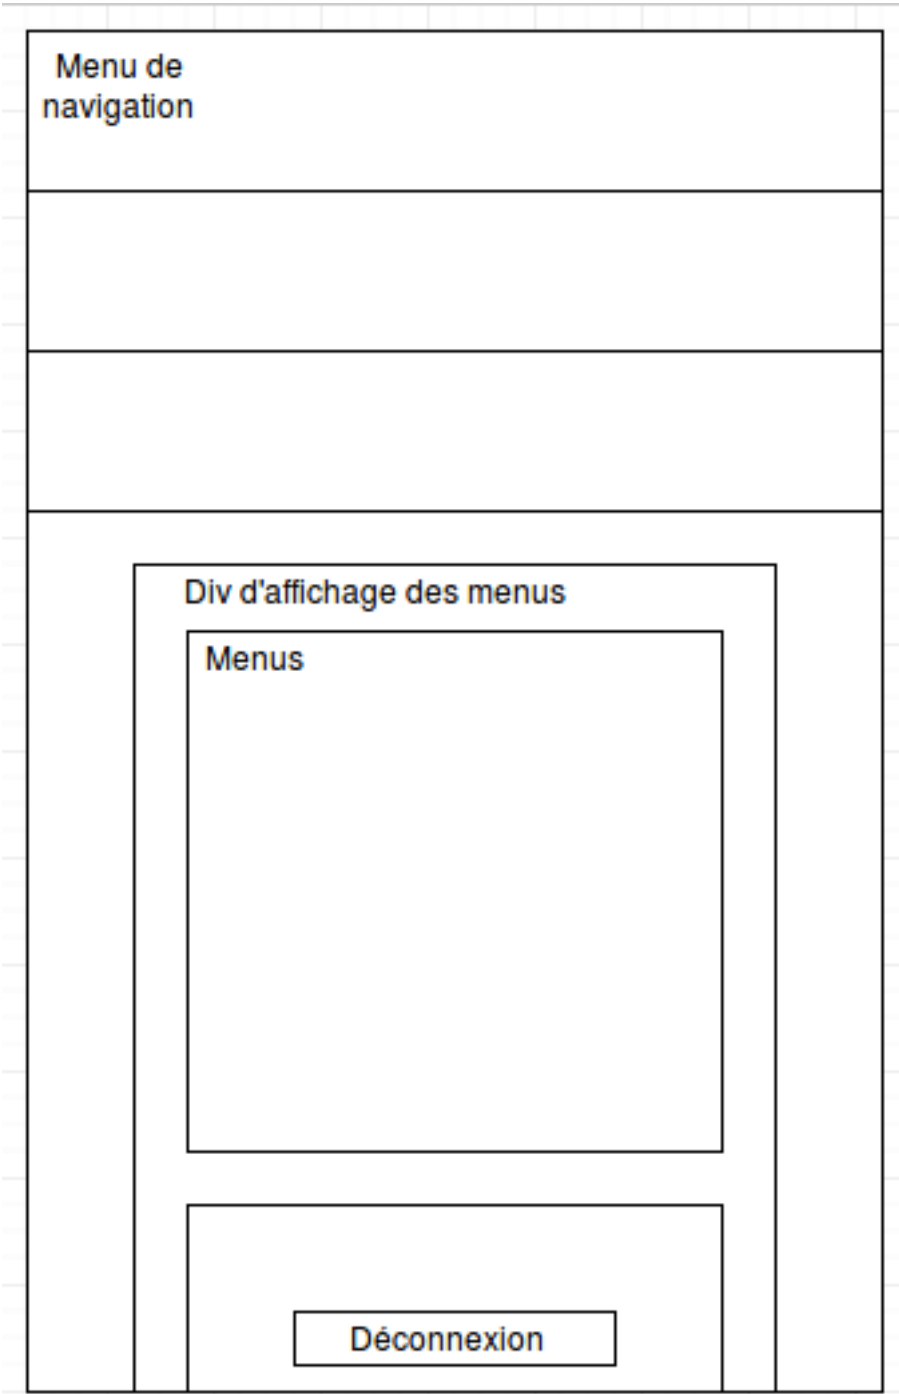 Menu de
navigation
Div d'affichage des menus
Menus
Déconnexion